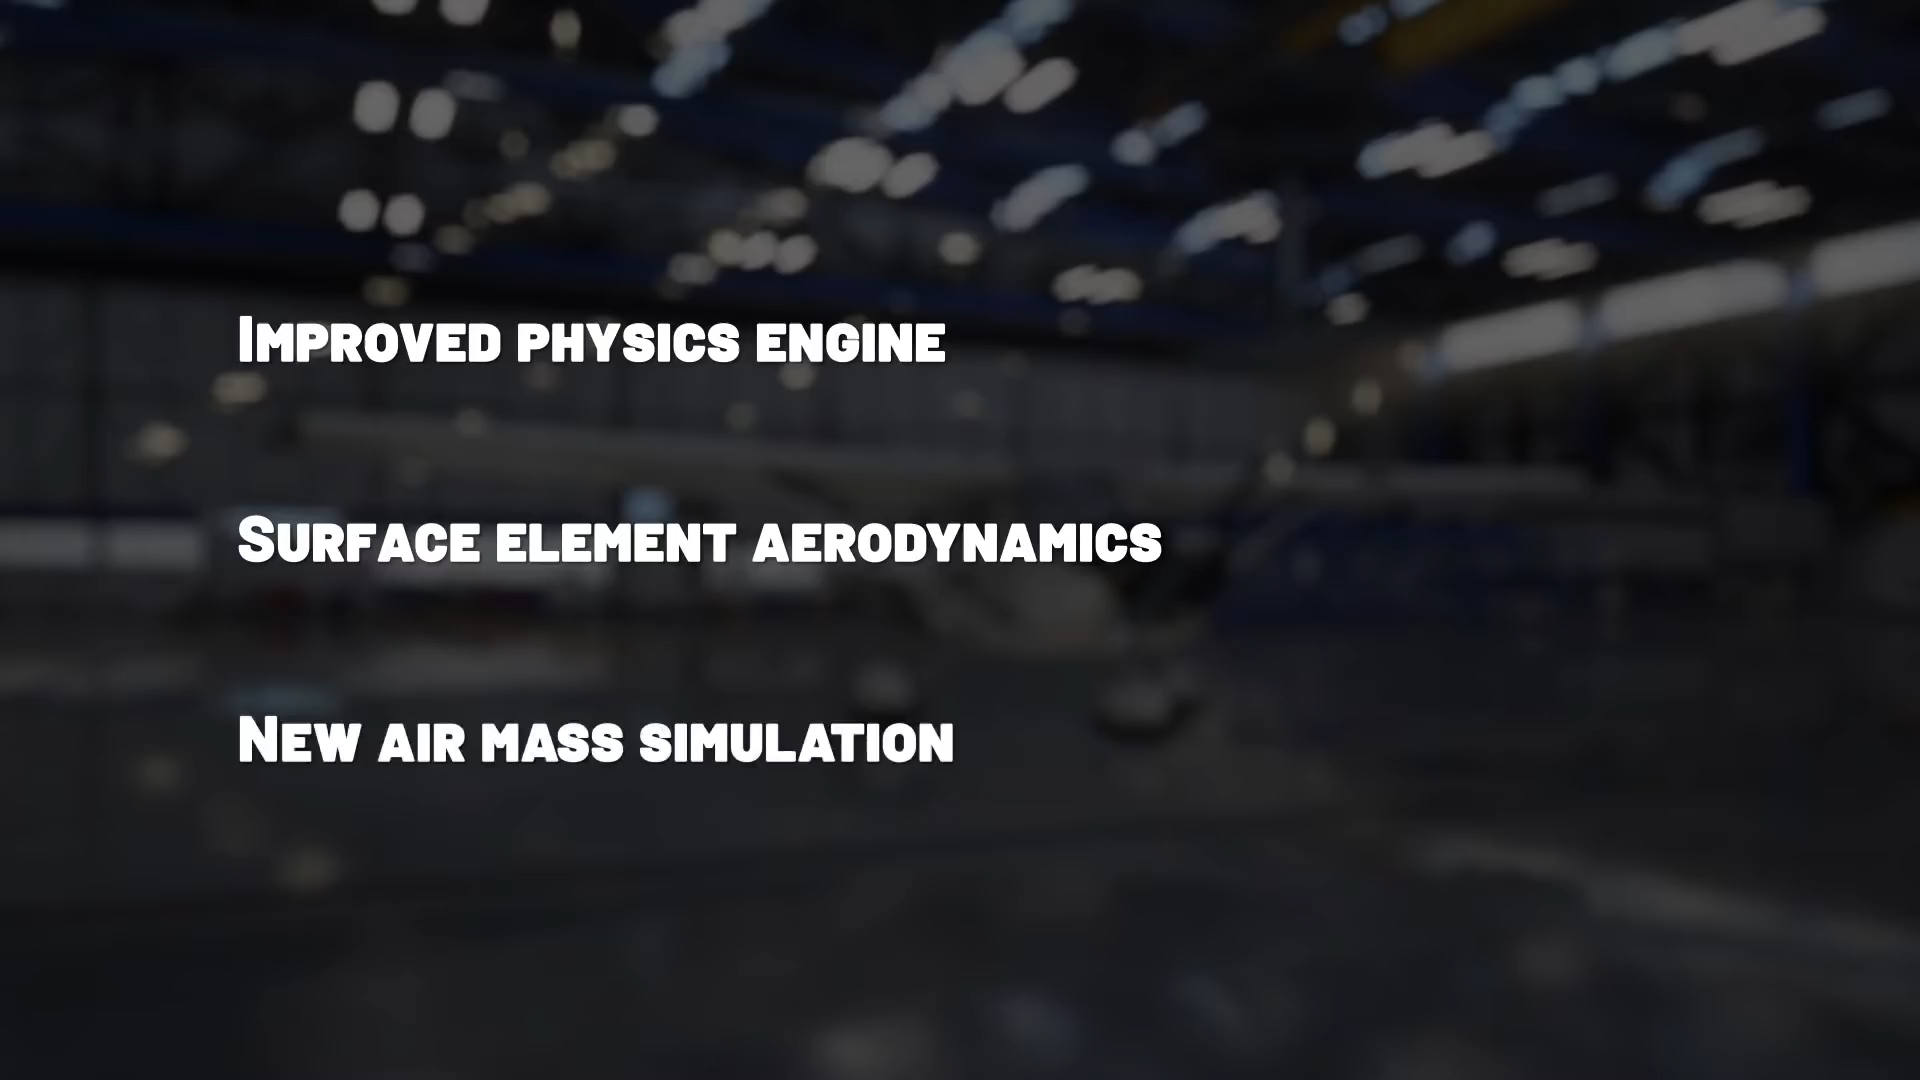 Improved physics engine
Surface element aerodynamics
New air mass simulation